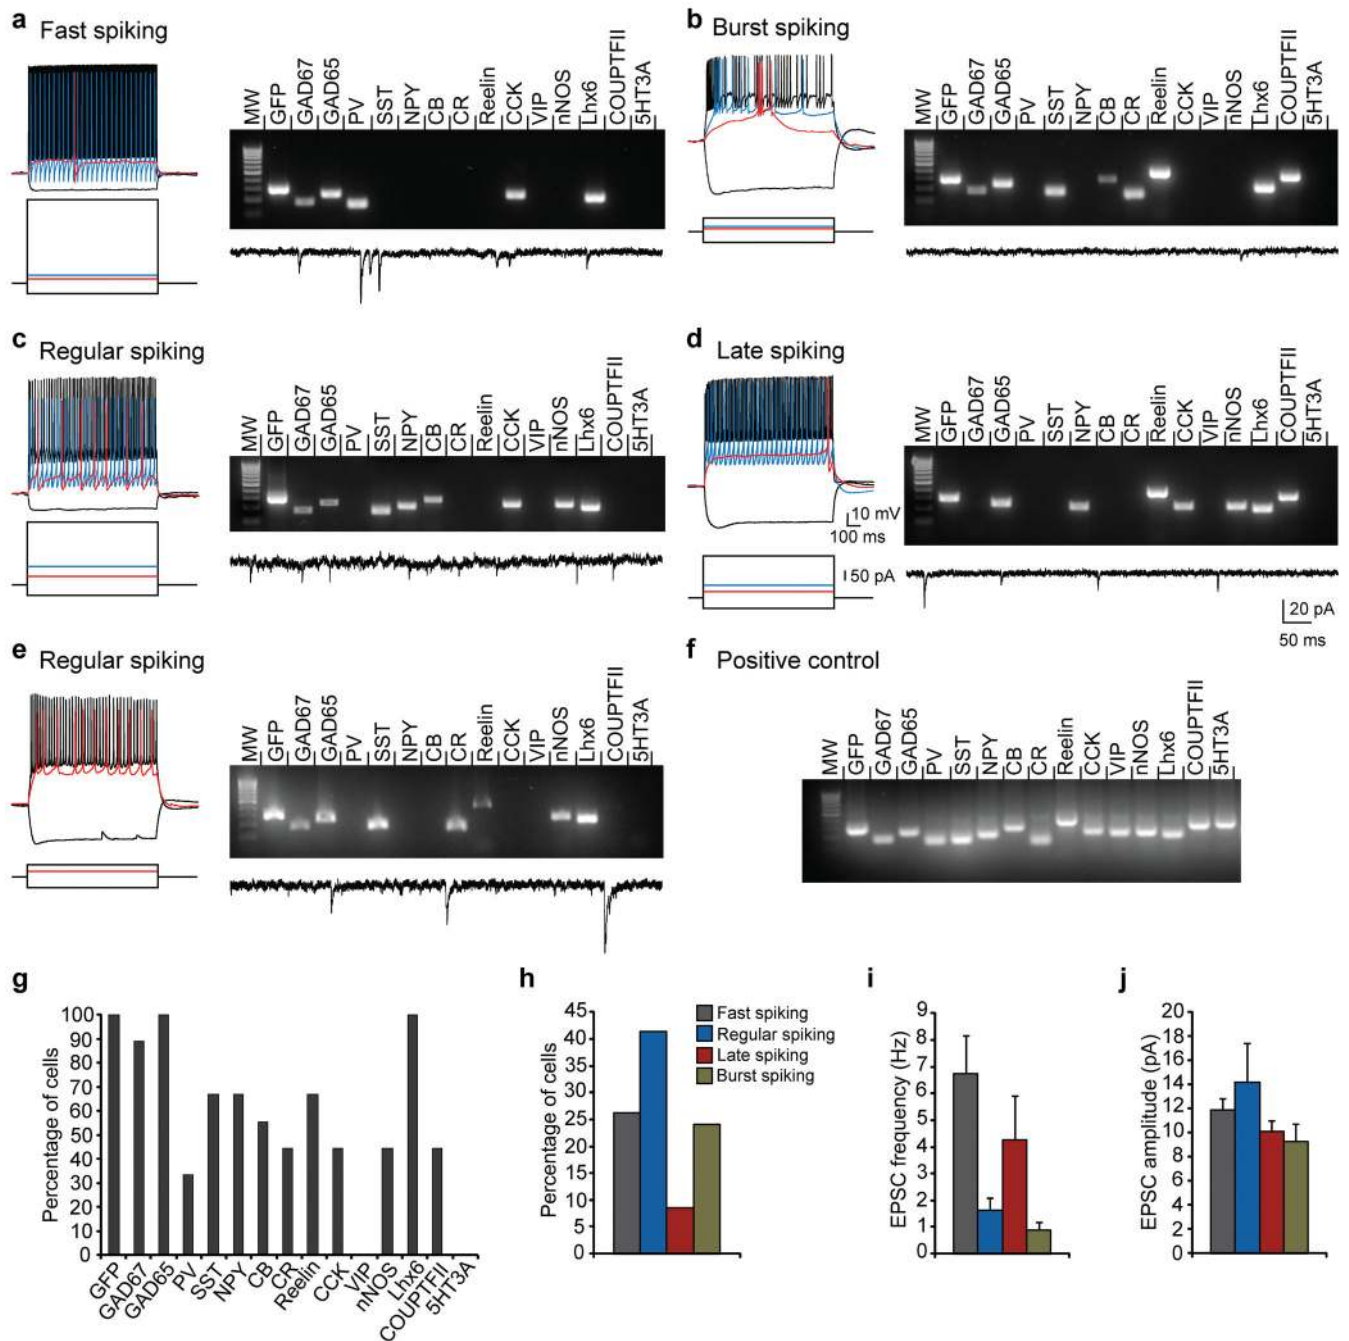 a Fast spiking
MW GFP GAD67 GAD65 PV SST NPY CB CR Reelin CCK VIP nNOS Lhx6 COUPTFII 5HT3A
b Burst spiking
MW GFP GAD67 GAD65 PV SST NPY CB CR Reelin CCK VIP nNOS Lhx6 COUPTFII 5HT3A
c Regular spiking
MW GFP GAD67 GAD65 PV SST NPY CB CR Reelin CCK VIP nNOS Lhx6 COUPTFII 5HT3A
d Late spiking
MW GFP GAD67 GAD65 PV SST NPY CB CR Reelin CCK VIP nNOS Lhx6 COUPTFII 5HT3A
10 mV
100 ms
50 pA
20 pA
50 ms
e Regular spiking
MW GFP GAD67 GAD65 PV SST NPY CB CR Reelin CCK VIP nNOS Lhx6 COUPTFII 5HT3A
f Positive control
MW GFP GAD67 GAD65 PV SST NPY CB CR Reelin CCK VIP nNOS Lhx6 COUPTFII 5HT3A
g
Percentage of cells
100
90
80
70
60
50
40
30
20
10
0
GFP GAD67 GAD65 PV SST NPY CB CR Reelin CCK VIP nNOS Lhx6 COUPTFII 5HT3A
h
Percentage of cells
45
40
35
30
25
20
15
10
5
0
Fast spiking
Regular spiking
Late spiking
Burst spiking
i
EPSC frequency (Hz)
9
8
7
6
5
4
3
2
1
0
j
EPSC amplitude (pA)
20
18
16
14
12
10
8
6
4
2
0